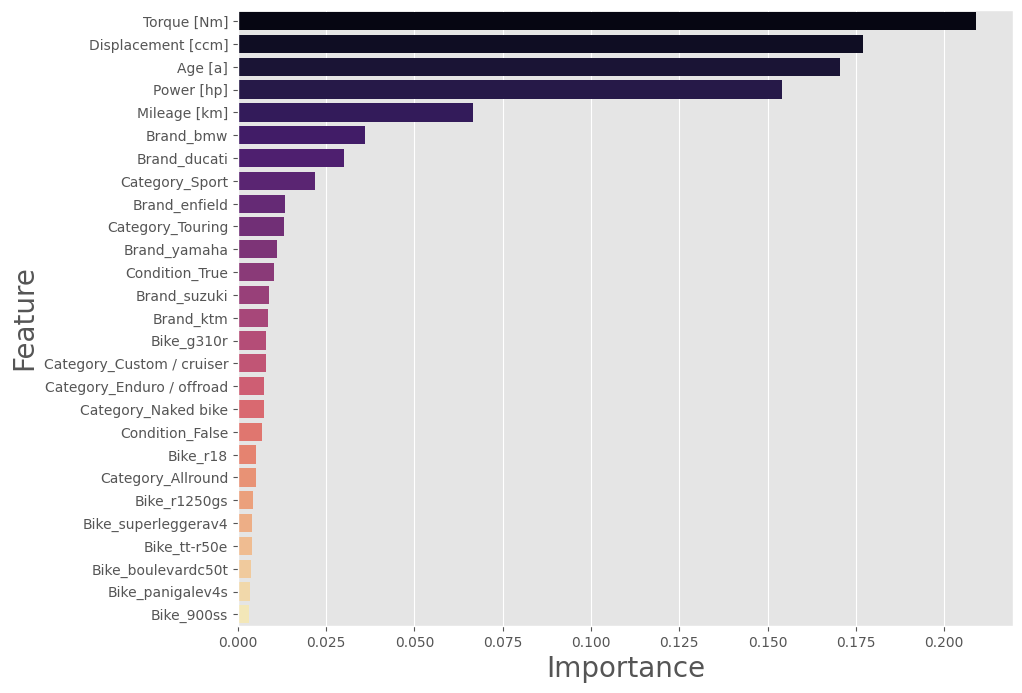 Torque [Nm]
Displacement [ccm]
Age [a]
Power [hp]
Mileage [km]
Brand_bmw
Brand_ducati
Category_Sport
Brand_enfield
Category_Touring
Brand_yamaha
Condition_True
Brand_suzuki
Brand_ktm
Bike_g310r
Category_Custom / cruiser
Category_Enduro / offroad
Category_Naked bike
Condition_False
Bike_r18
Category_Allround
Bike_r1250gs
Bike_superleggerav4
Bike_tt-r50e
Bike_boulevardc50t
Bike_panigalev4s
Bike_900ss
Feature
0.000 0.025 0.050 0.075 0.100 0.125 0.150 0.175 0.200
Importance